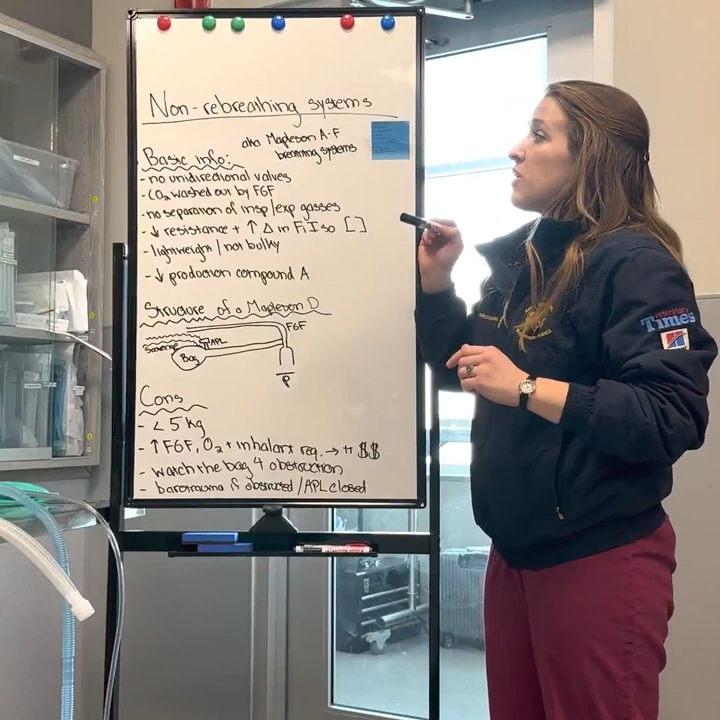 Non-rebreathing systems
aka Mapleson A-F
breathing systems
Basic info:
- no unidirectional valves
- CO₂ washed out by FGF
- no separation of insp/exp gasses
- ↓ resistance + ↑ Δ in FiIso []
- lightweight / not bulky
- ↓ production compound A
Structure of a Mapleson D
FGF
Scavenge
APL
Bag
P
Cons
- < 5 kg
- ↑ FGF, O₂ + inhalant req. → ↑↑ $$
- watch the bag 4 obstruction
- barotrauma if obstructed / APL closed
Veterinary
Times
Hill's